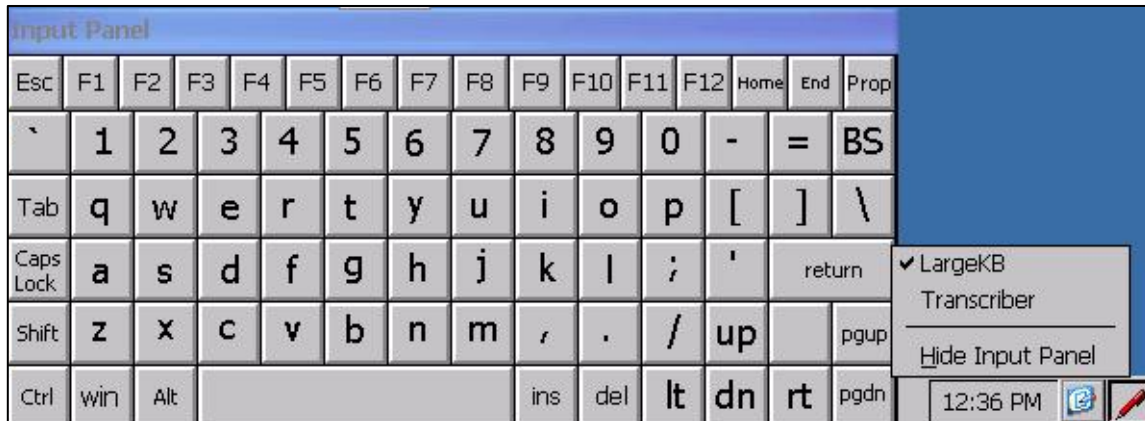 Input Panel
Esc F1 F2 F3 F4 F5 F6 F7 F8 F9 F10 F11 F12 Home End Prop
` 1 2 3 4 5 6 7 8 9 0 - = BS
Tab q w e r t y u i o p [ ] \
Caps Lock a s d f g h j k l ; ' return
Shift z x c v b n m , . / up pgup
Ctrl win Alt ins del lt dn rt pgdn
LargeKB
Transcriber
Hide Input Panel
12:36 PM